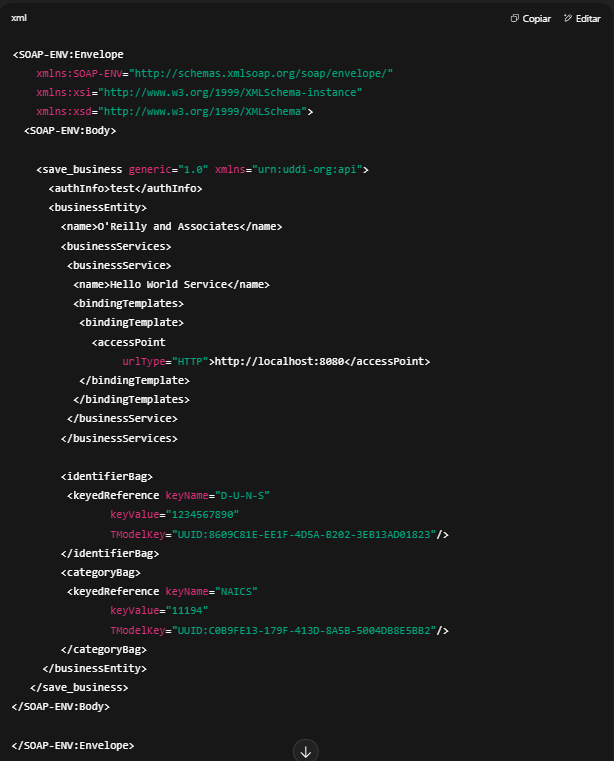 xml
Copiar
Editar
<SOAP-ENV:Envelope
xmlns:SOAP-ENV="http://schemas.xmlsoap.org/soap/envelope/"
xmlns:xsi="http://www.w3.org/1999/XMLSchema-instance"
xmlns:xsd="http://www.w3.org/1999/XMLSchema">
<SOAP-ENV:Body>
<save_business generic="1.0" xmlns="urn:uddi-org:api">
<authInfo>test</authInfo>
<businessEntity>
<name>O'Reilly and Associates</name>
<businessServices>
<businessService>
<name>Hello World Service</name>
<bindingTemplates>
<bindingTemplate>
<accessPoint
urlType="HTTP">http://localhost:8080</accessPoint>
</bindingTemplate>
</bindingTemplates>
</businessService>
</businessServices>
<identifierBag>
<keyedReference keyName="D-U-N-S"
keyValue="1234567890"
TModelKey="UUID:8609C81E-EE1F-4D5A-B202-3EB13AD01823"/>
</identifierBag>
<categoryBag>
<keyedReference keyName="NAICS"
keyValue="11194"
TModelKey="UUID:C0B9FE13-179F-413D-8A5B-5004DB8E5BB2"/>
</categoryBag>
</businessEntity>
</save_business>
</SOAP-ENV:Body>
</SOAP-ENV:Envelope>